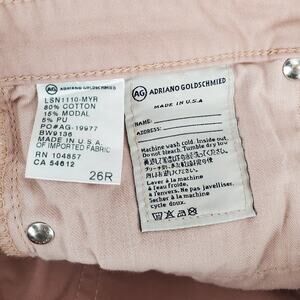 AG ADRIANO GOLDSCHMIED
LSN1110-MYR
80% COTTON
15% MODAL
5% PU
PO#AG-19977
BW9136
MADE IN U.S.A.
OF IMPORTED FABRIC
RN 104857
CA 54612
26R
AG ADRIANO GOLDSCHMIED
MADE IN U.S.A
NAME:
ADDRESS:
Machine wash cold. Inside out.
Do not bleach. Tumble dry low
Laver à la machine
à l'eau froide,
à l'envers. Ne pas javelliser.
Sécher à la machine
cycle doux.